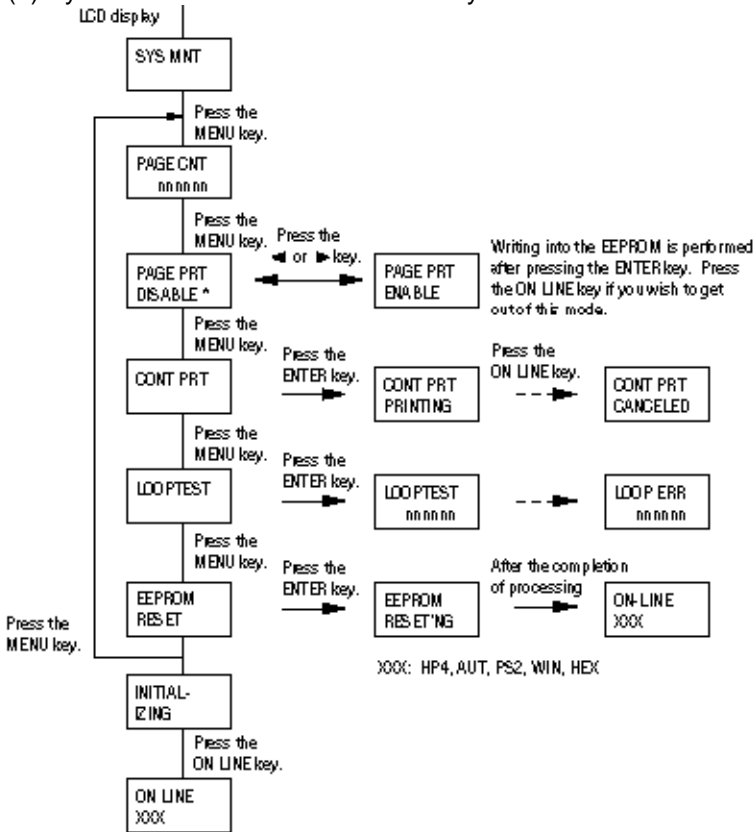 LCD display
SYS MNT
Press the
MENU key.
PAGE CNT
nnnnnn
Press the
MENU key.
Press the
◄ or ► key.
PAGE PRT
DISABLE *
PAGE PRT
ENABLE
Writing into the EEPROM is performed
after pressing the ENTER key. Press
the ON LINE key if you wish to get
out of this mode.
Press the
MENU key.
CONT PRT
Press the
ENTER key.
CONT PRT
PRINTING
Press the
ON LINE key.
CONT PRT
CANCELED
Press the
MENU key.
LOOPTEST
Press the
ENTER key.
LOOPTEST
nnnnnn
LOOP ERR
nnnnnn
Press the
MENU key.
EEPROM
RESET
Press the
ENTER key.
EEPROM
RESET'NG
After the completion
of processing
ON-LINE
XXX
Press the
MENU key.
XXX: HP4, AUT, PS2, WIN, HEX
INITIAL-
IZING
Press the
ON LINE key.
ON LINE
XXX